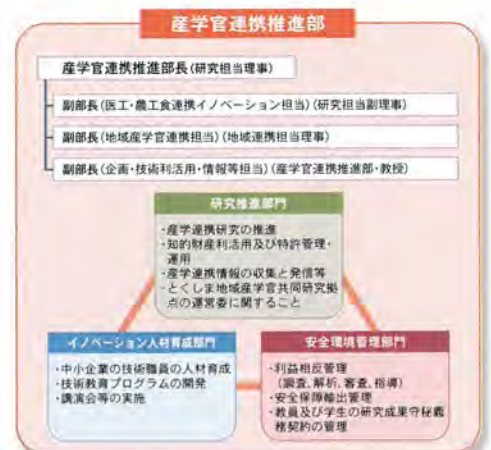 産学官連携推進部
産学官連携推進部長(研究担当理事)
副部長(医工・農工食連携イノベーション担当)(研究担当副理事)
副部長(地域産学官連携担当)(地域連携担当理事)
副部長(企画・技術利活用・情報等担当)(産学官連携推進部・教授)
研究推進部門
・産学連携研究の推進
・知的財産利活用及び特許管理・
運用
・産学連携情報の収集と発信等
・とくしま地域産学官共同研究拠
点の運営委に関すること
イノベーション人材育成部門
・中小企業の技術職員の人材育成
・技術教育プログラムの開発
・講演会等の実施
安全環境管理部門
・利益相反管理
(調査,解析,審査,指導)
・安全保障輸出管理
・教員及び学生の研究成果守秘義
務契約の管理